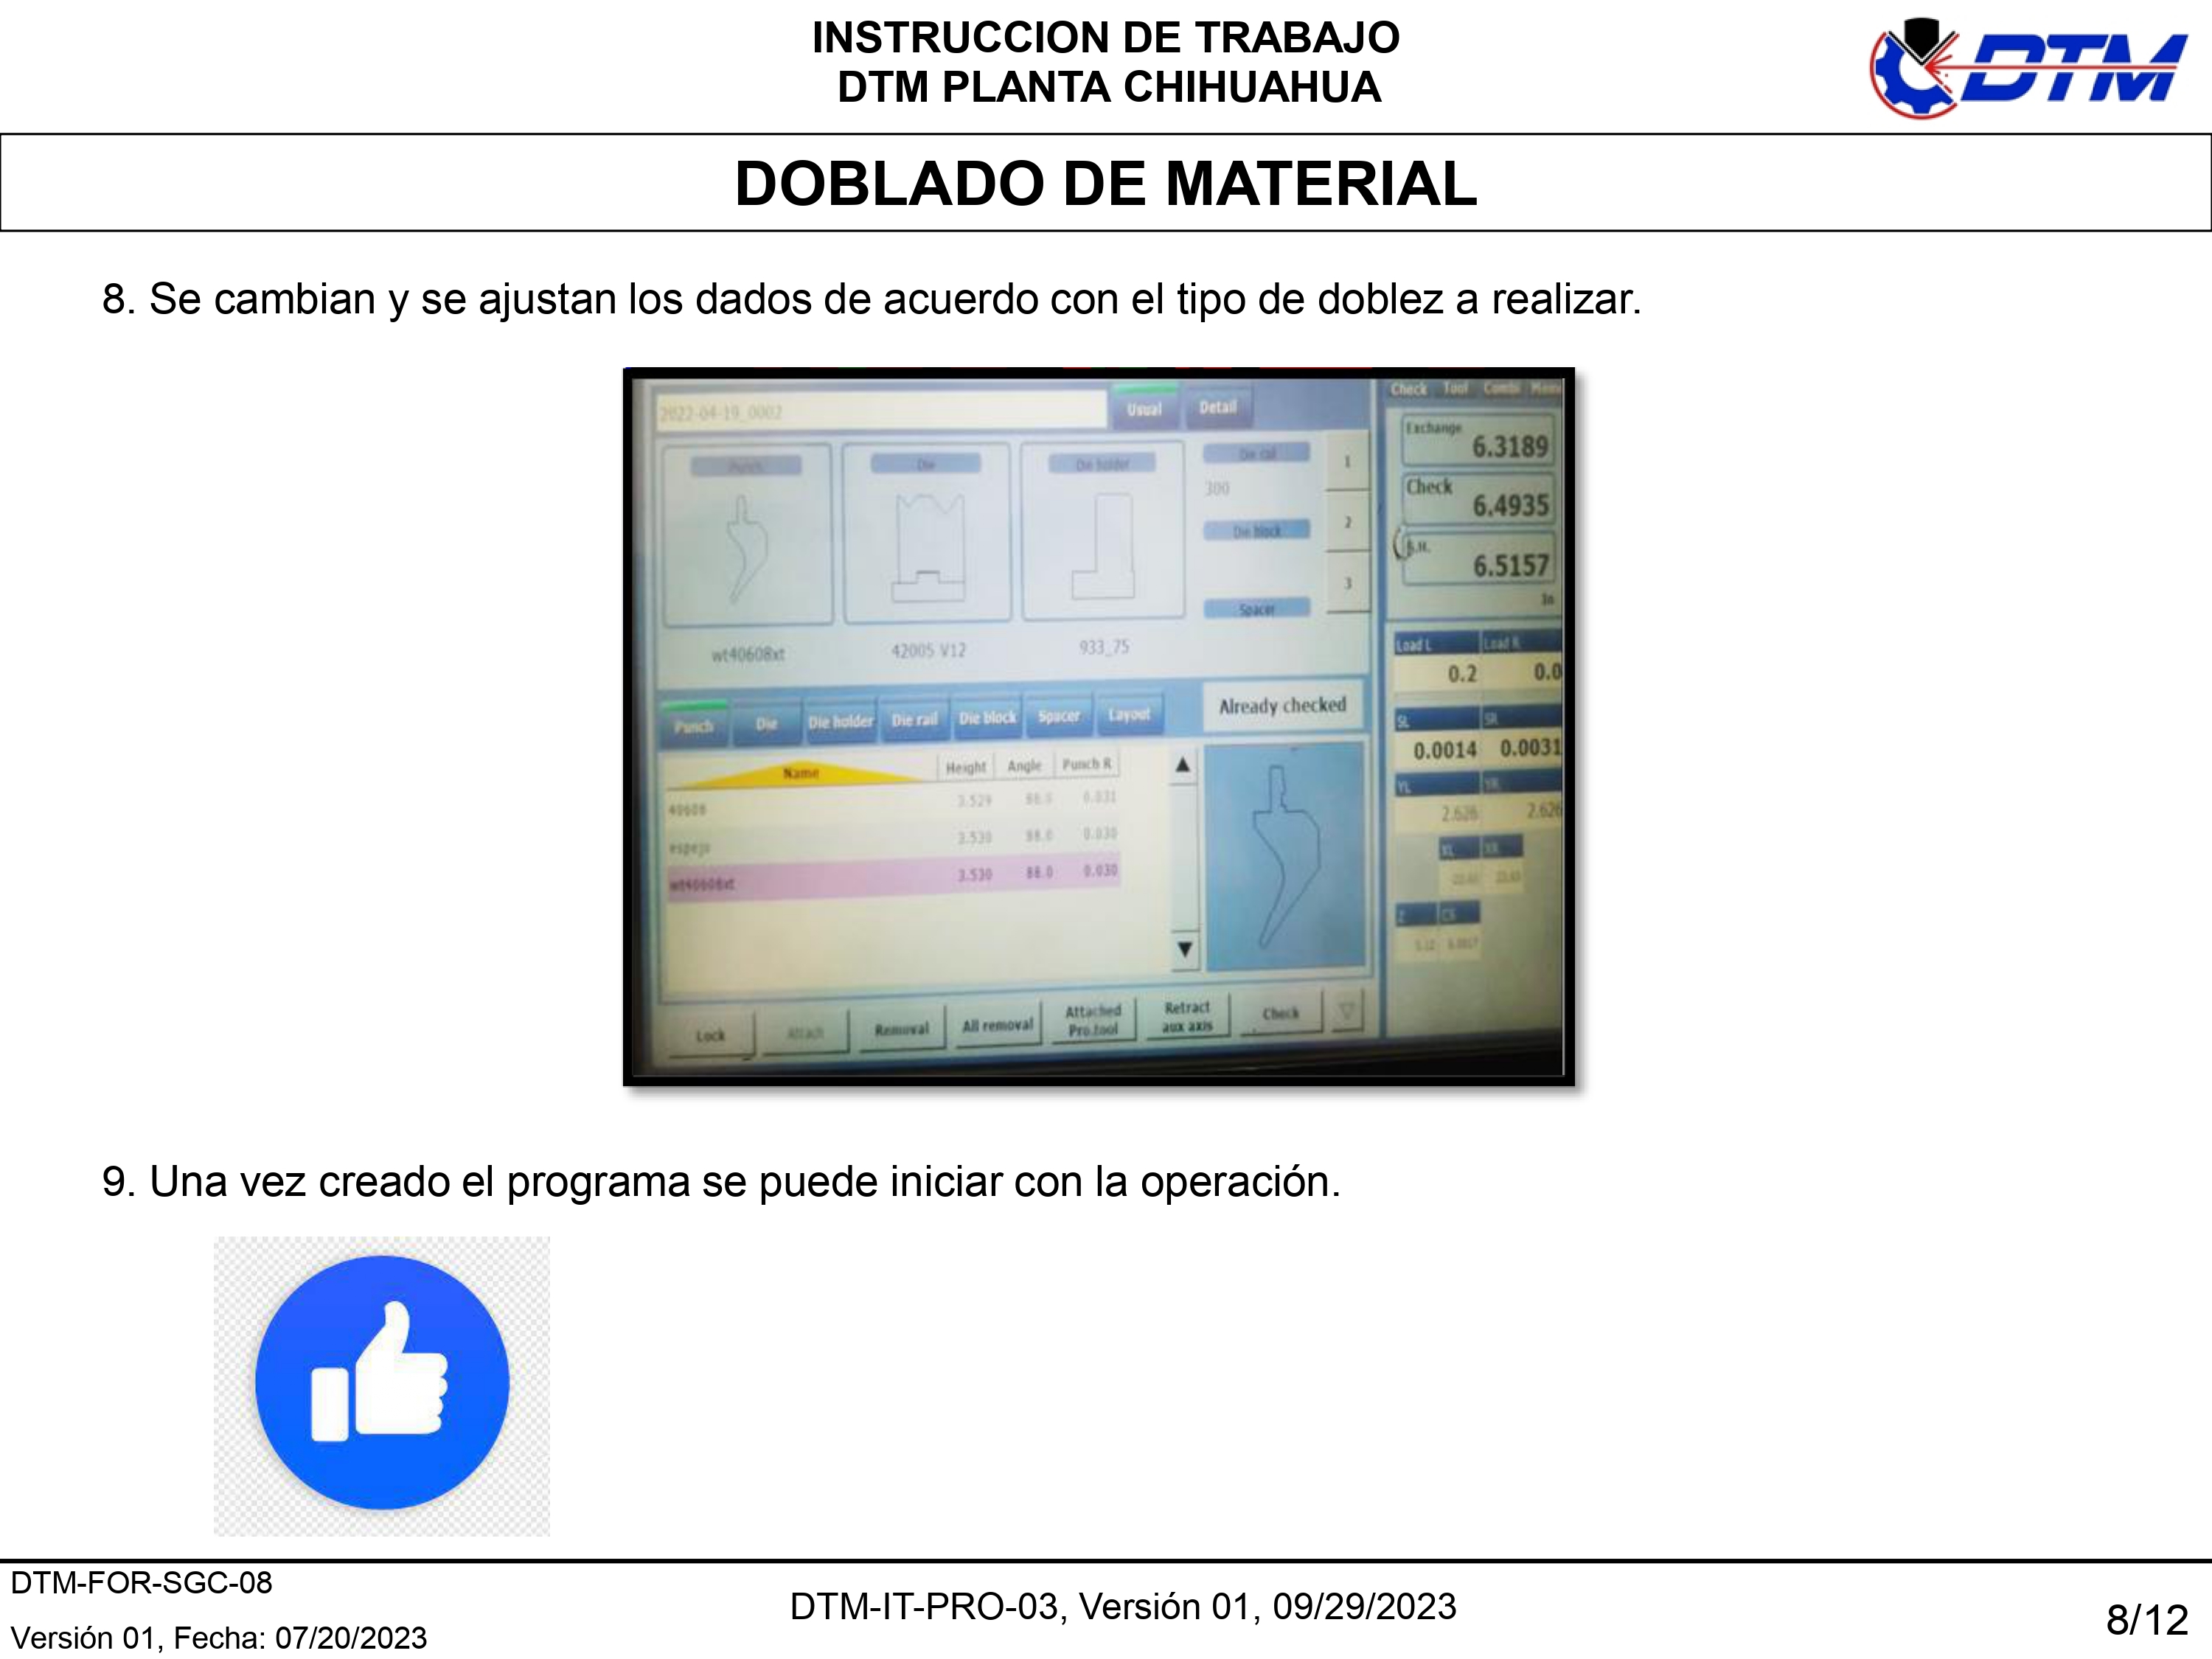 INSTRUCCION DE TRABAJO
DTM PLANTA CHIHUAHUA
DTM
DOBLADO DE MATERIAL
8. Se cambian y se ajustan los dados de acuerdo con el tipo de doblez a realizar.
2022-04-19_0002
Usual
Detail
Check Tool Combi
Punch
Die
Die holder
Die rail
300
Die block
Spacer
1
2
3
Exchange
6.3189
Check
6.4935
6.5157
In
wt40608xt
42005 V12
933_75
Load L
Load R
0.2
0.0
Punch
Die
Die holder
Die rail
Die block
Spacer
Layout
Already checked
SL
SR
0.0014
0.0031
Name
Height
Angle
Punch R
40608
3.529
espejo
3.530 88.0 0.030
wt40608xt
3.530 88.0 0.030
YL
YR
2.626
2.626
XL
XR
Z
Lock
Attach
Removal
All removal
Attached
Pro.tool
Retract
aux axis
Check
9. Una vez creado el programa se puede iniciar con la operación.
DTM-FOR-SGC-08
Versión 01, Fecha: 07/20/2023
DTM-IT-PRO-03, Versión 01, 09/29/2023
8/12